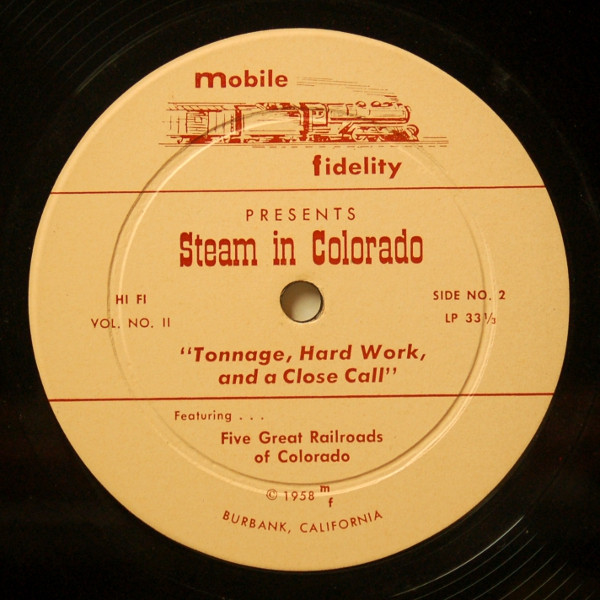 mobile
fidelity
PRESENTS
Steam in Colorado
HI FI
SIDE NO. 2
VOL. NO. II
LP 33⅓
"Tonnage, Hard Work,
and a Close Call"
Featuring . . .
Five Great Railroads
of Colorado
© 1958 m f
BURBANK, CALIFORNIA